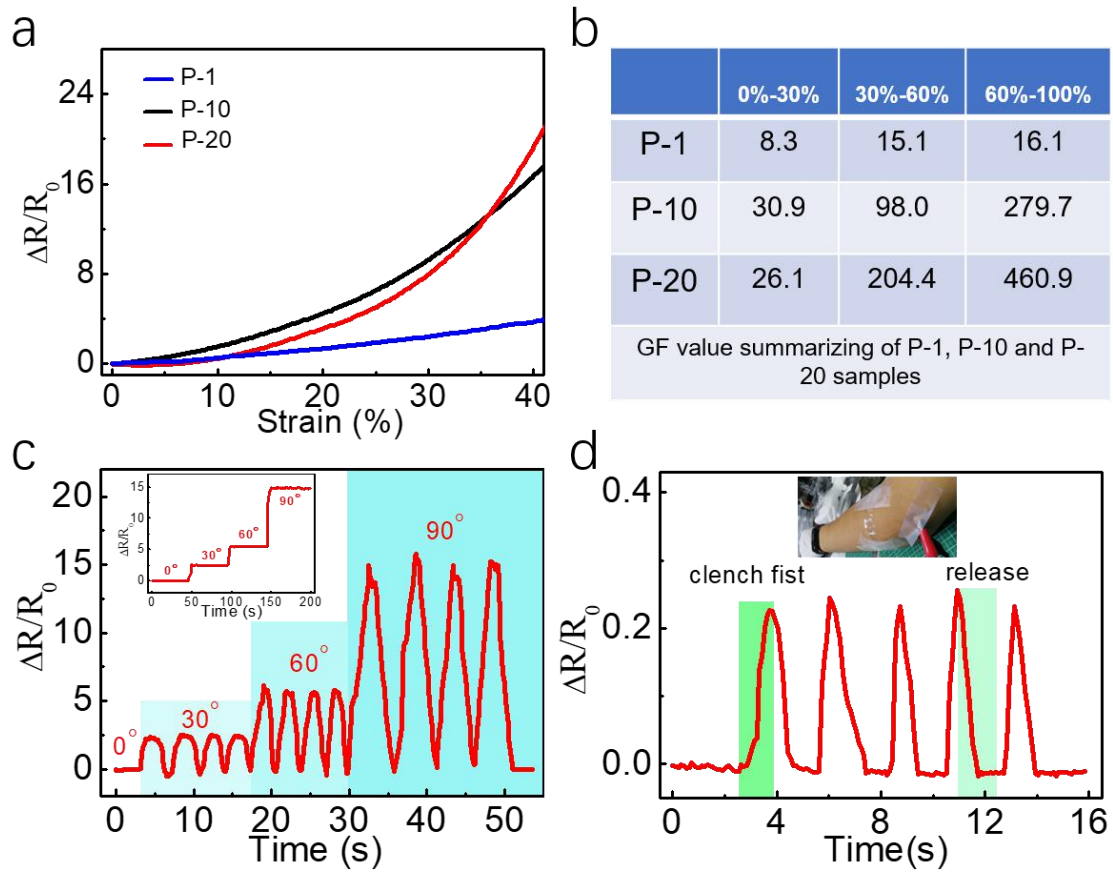 a
24
16
8
0
ΔR/R₀
P-1
P-10
P-20
0 10 20 30 40
Strain (%)
b
0%-30% 30%-60% 60%-100%
P-1 8.3 15.1 16.1
P-10 30.9 98.0 279.7
P-20 26.1 204.4 460.9
GF value summarizing of P-1, P-10 and P-
20 samples
c
20
15
10
5
0
ΔR/R₀
15
10
5
0
ΔR/R₀
0° 30° 60° 90°
0 50 100 150 200
Time (s)
0° 30° 60° 90°
0 10 20 30 40 50
Time (s)
d
0.4
0.2
0.0
ΔR/R₀
clench fist release
0 4 8 12 16
Time(s)